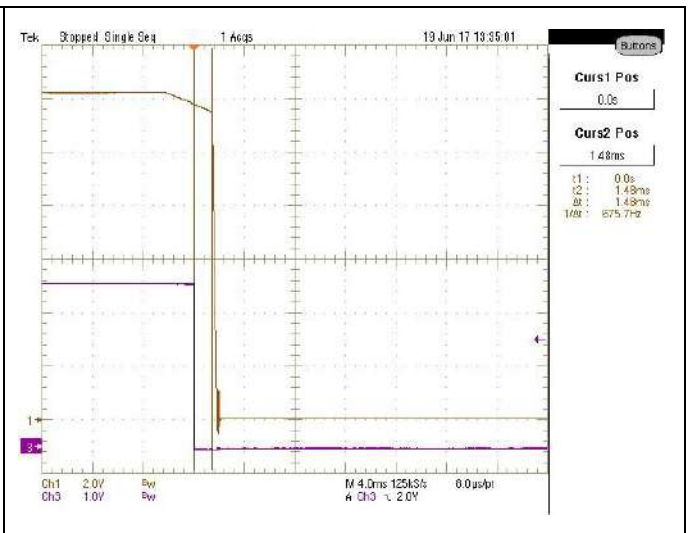 Tek Stopped Single Seq 1 Acqs 19 Jun 17 13:35:01
Buttons
Curs1 Pos
0.0s
Curs2 Pos
1.48ms
t1 : 0.0s
t2 : 1.48ms
Δt : 1.48ms
1/Δt : 675.7Hz
1
3
Ch1 2.0V Bw M 4.0ms 125kS/s 8.0µs/pt
Ch3 1.0V Bw A Ch3 2.0V